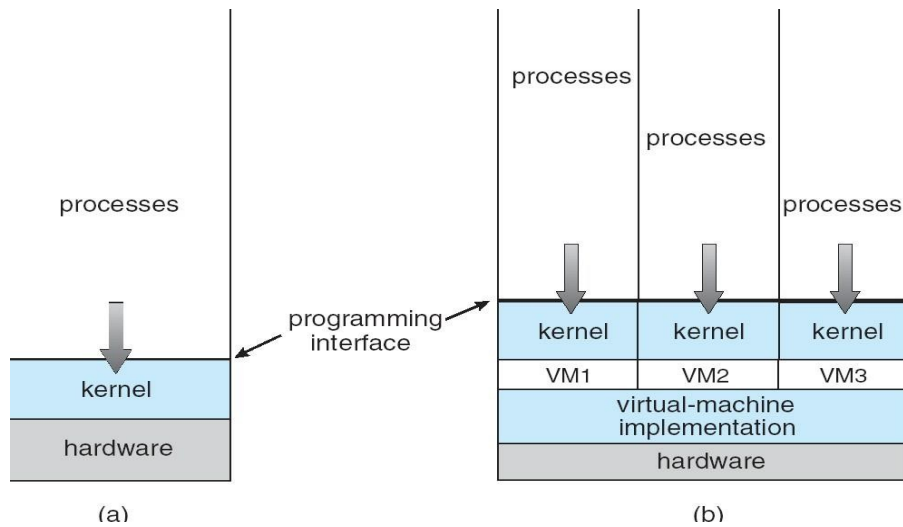 processes
kernel
hardware
(a)
programming
interface
processes
processes
processes
kernel kernel kernel
VM1 VM2 VM3
virtual-machine
implementation
hardware
(b)